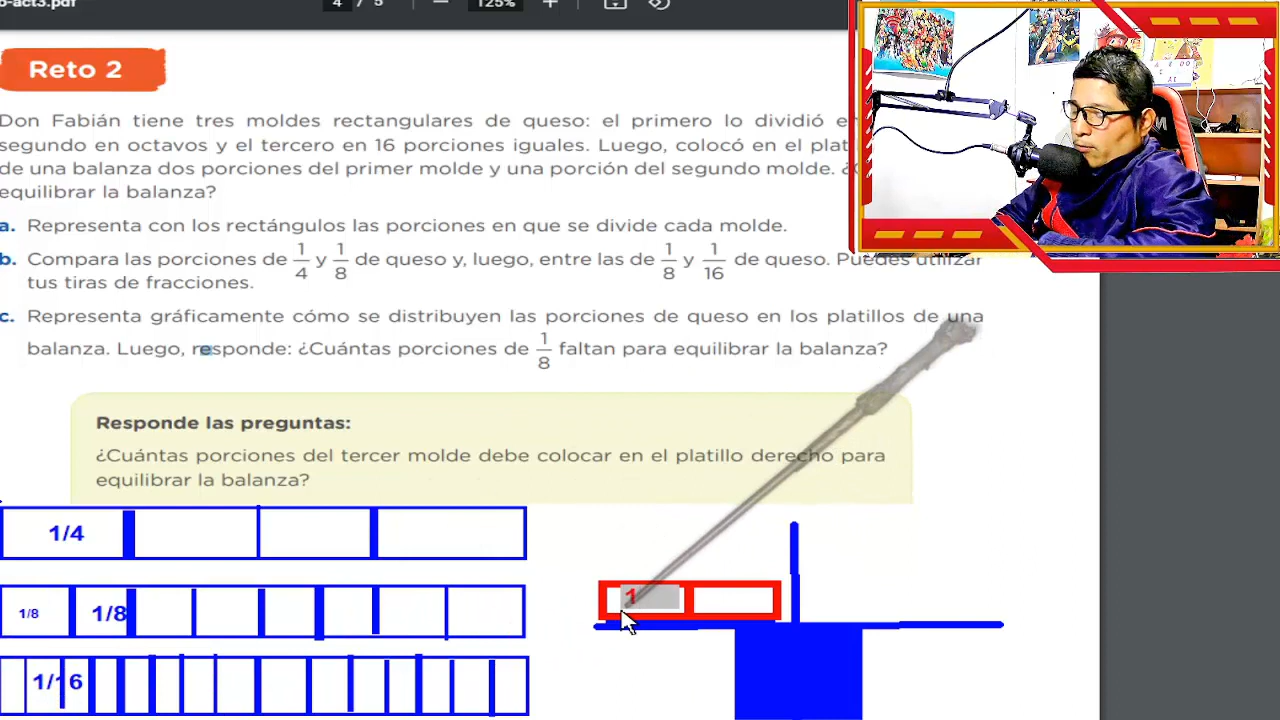 o-act3.pdf
4 / 5
125%
Reto 2
Don Fabián tiene tres moldes rectangulares de queso: el primero lo dividió
segundo en octavos y el tercero en 16 porciones iguales. Luego, colocó en el
de una balanza dos porciones del primer molde y una porción del segundo molde.
equilibrar la balanza?
a. Representa con los rectángulos las porciones en que se divide cada molde.
b. Compara las porciones de 1/4 y 1/8 de queso y, luego, entre las de 1/8 y 1/16 de queso. Puedes utilizar
tus tiras de fracciones.
c. Representa gráficamente cómo se distribuyen las porciones de queso en los platillos de una
balanza. Luego, responde: ¿Cuántas porciones de 1/8 faltan para equilibrar la balanza?
Responde las preguntas:
¿Cuántas porciones del tercer molde debe colocar en el platillo derecho para
equilibrar la balanza?
1/4
1/8 1/8
1/16
1